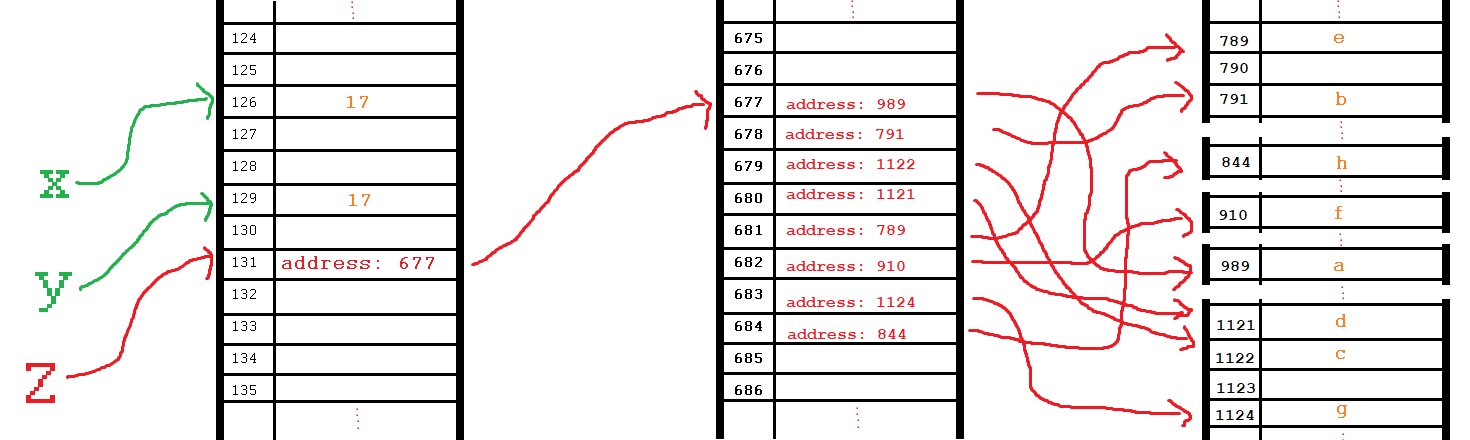 x
y
Z
124
125
126 17
127
128
129 17
130
131 address: 677
132
133
134
135
675
676
677 address: 989
678 address: 791
679 address: 1122
680 address: 1121
681 address: 789
682 address: 910
683 address: 1124
684 address: 844
685
686
789 e
790
791 b
844 h
910 f
989 a
1121 d
1122 c
1123
1124 g